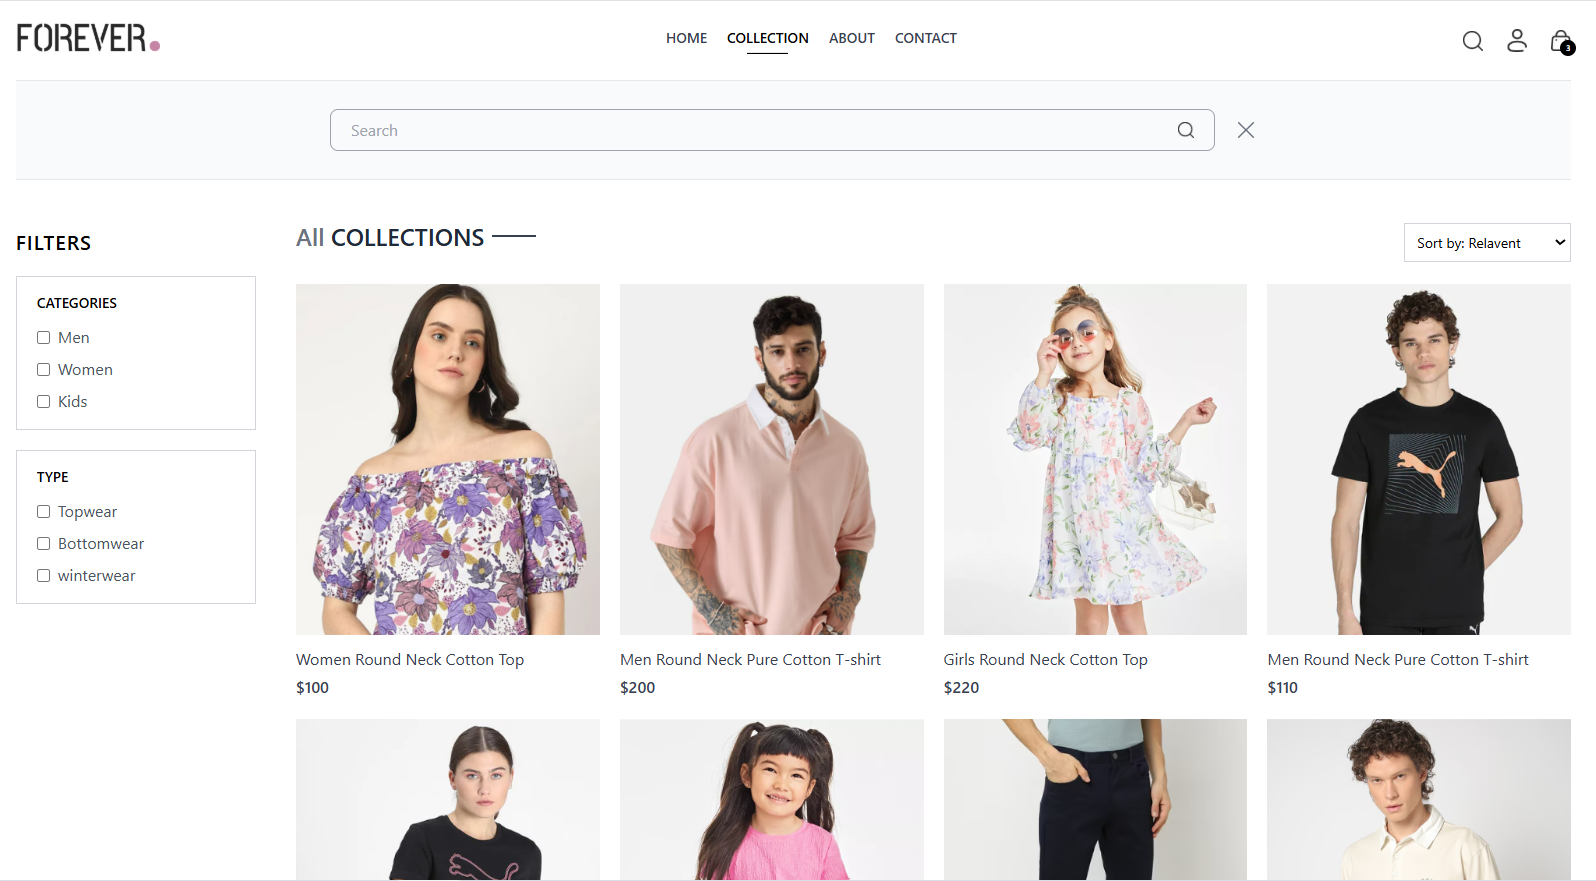 FOREVER.
HOME COLLECTION ABOUT CONTACT
3
Search
FILTERS
All COLLECTIONS
Sort by: Relavent
CATEGORIES
Men
Women
Kids
TYPE
Topwear
Bottomwear
winterwear
Women Round Neck Cotton Top
$100
Men Round Neck Pure Cotton T-shirt
$200
Girls Round Neck Cotton Top
$220
Men Round Neck Pure Cotton T-shirt
$110